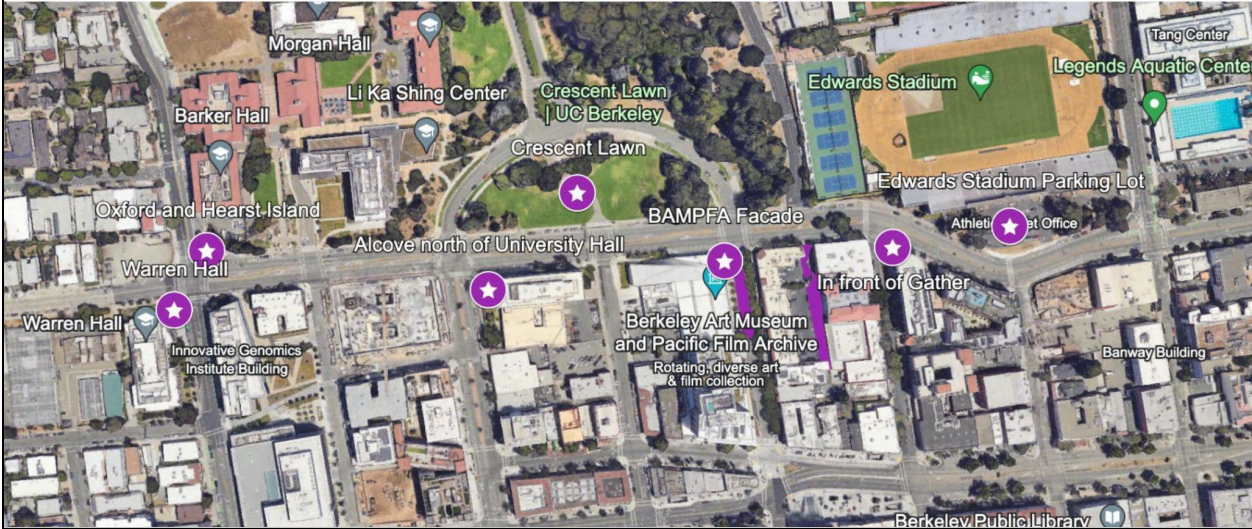 Morgan Hall
Tang Center
Legends Aquatic Center
Edwards Stadium
Li Ka Shing Center
Crescent Lawn
| UC Berkeley
Barker Hall
Crescent Lawn
Edwards Stadium Parking Lot
Oxford and Hearst Island
BAMPFA Facade
Athletic
et Office
Alcove north of University Hall
Warren Hall
In front of Gather
Warren Hall
Berkeley Art Museum
and Pacific Film Archive
Rotating, diverse art
& film collection
Innovative Genomics
Institute Building
Banway Building
Berkeley Public Library